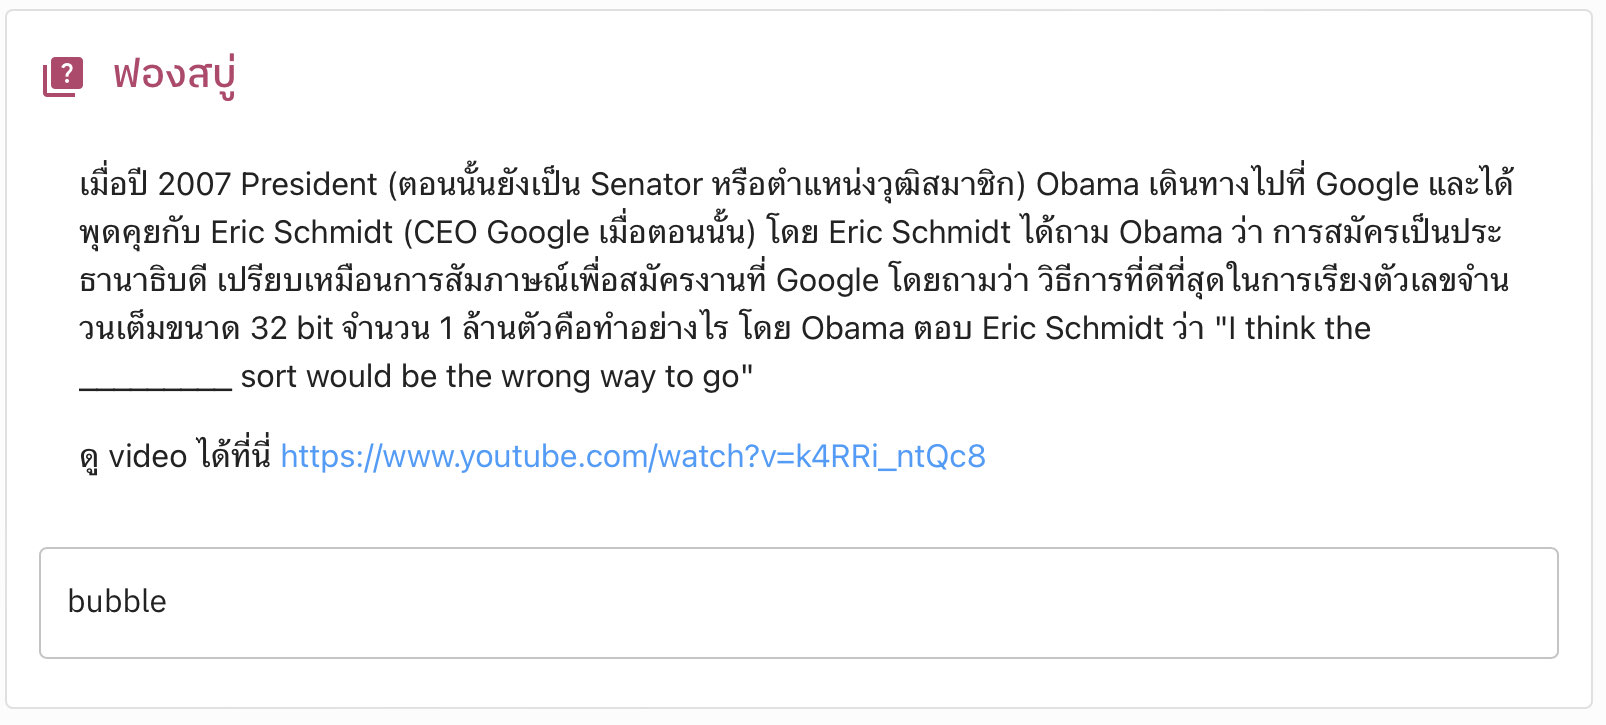 ฟองสบู่
เมื่อปี 2007 President (ตอนนั้นยังเป็น Senator หรือตำแหน่งวุฒิสมาชิก) Obama เดินทางไปที่ Google และได้
พุดคุยกับ Eric Schmidt (CEO Google เมื่อตอนนั้น) โดย Eric Schmidt ได้ถาม Obama ว่า การสมัครเป็นประ
ธานาธิบดี เปรียบเหมือนการสัมภาษณ์เพื่อสมัครงานที่ Google โดยถามว่า วิธีการที่ดีที่สุดในการเรียงตัวเลขจำน
วนเต็มขนาด 32 bit จำนวน 1 ล้านตัวคือทำอย่างไร โดย Obama ตอบ Eric Schmidt ว่า "I think the
_________ sort would be the wrong way to go"
ดู video ได้ที่นี่ https://www.youtube.com/watch?v=k4RRi_ntQc8
bubble